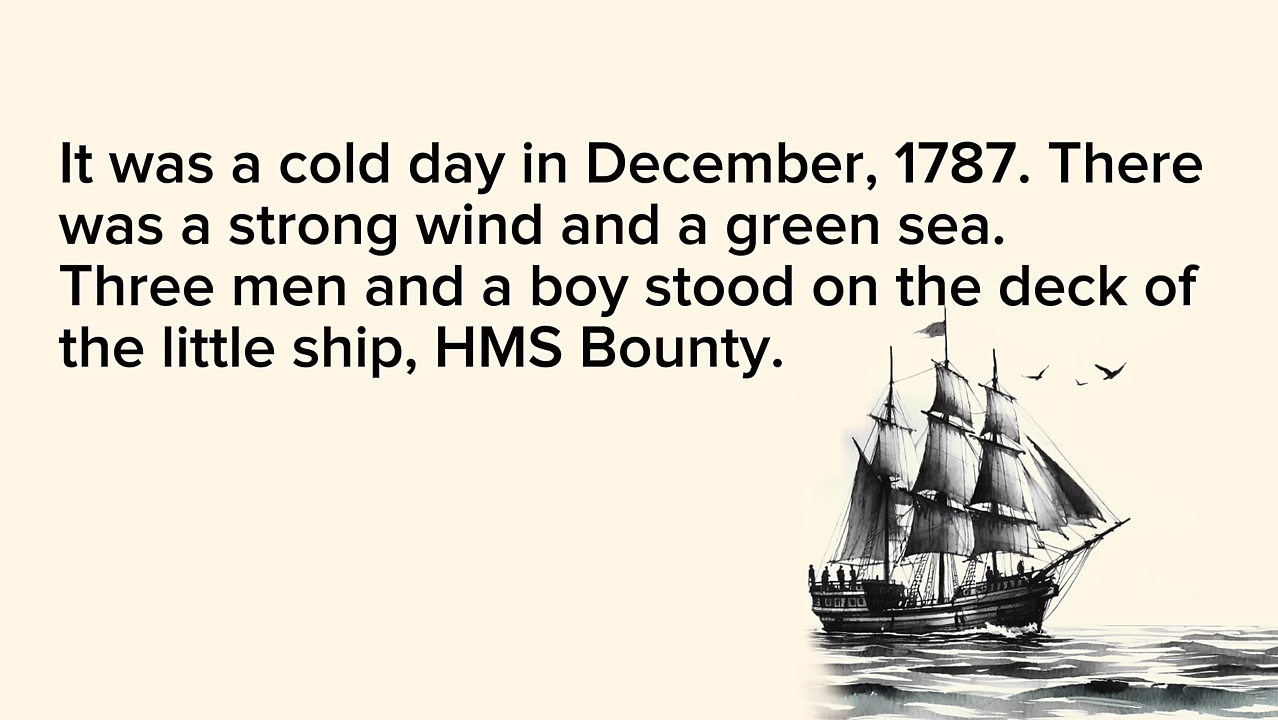 It was a cold day in December, 1787. There
was a strong wind and a green sea.
Three men and a boy stood on the deck of
the little ship, HMS Bounty.